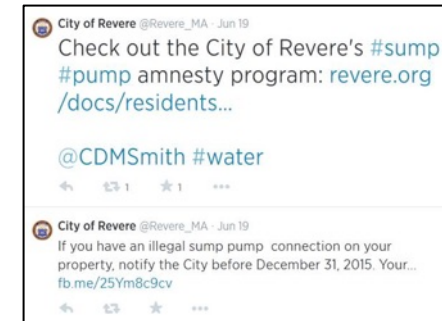 City of Revere @Revere_MA · Jun 19
Check out the City of Revere's #sump
#pump amnesty program: revere.org
/docs/residents...
@CDMSmith #water
1 1
City of Revere @Revere_MA · Jun 19
If you have an illegal sump pump connection on your
property, notify the City before December 31, 2015. Your...
fb.me/25Ym8c9cv